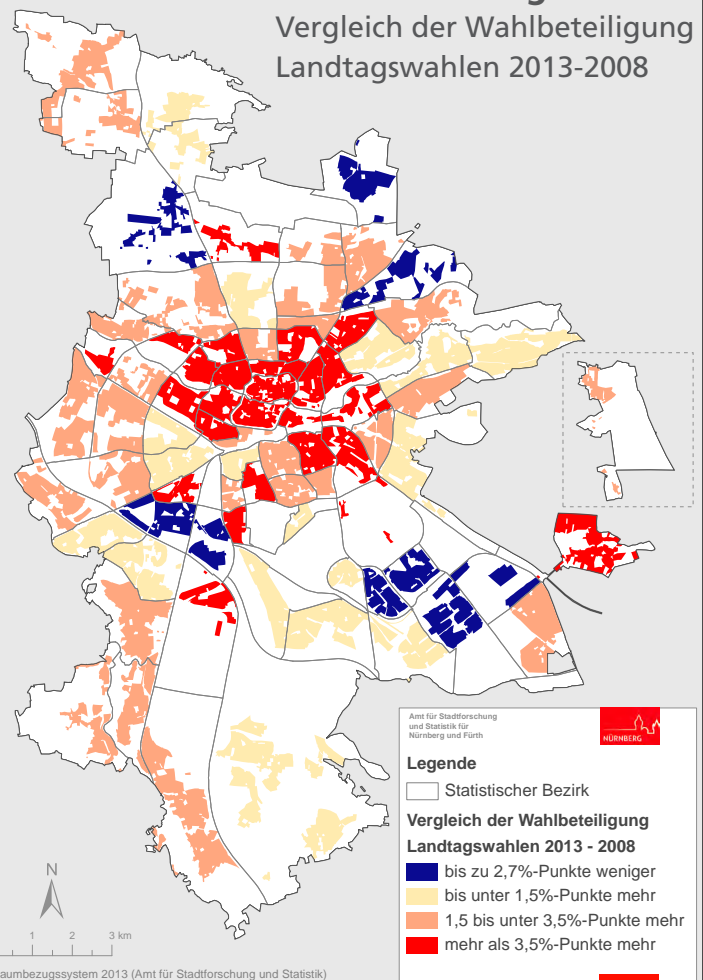 Vergleich der Wahlbeteiligung
Landtagswahlen 2013-2008
Amt für Stadtforschung
und Statistik für
Nürnberg und Fürth
NÜRNBERG
Legende
Statistischer Bezirk
Vergleich der Wahlbeteiligung
Landtagswahlen 2013 - 2008
bis zu 2,7%-Punkte weniger
bis unter 1,5%-Punkte mehr
1,5 bis unter 3,5%-Punkte mehr
mehr als 3,5%-Punkte mehr
N
1 2 3 km
aumbezugssystem 2013 (Amt für Stadtforschung und Statistik)